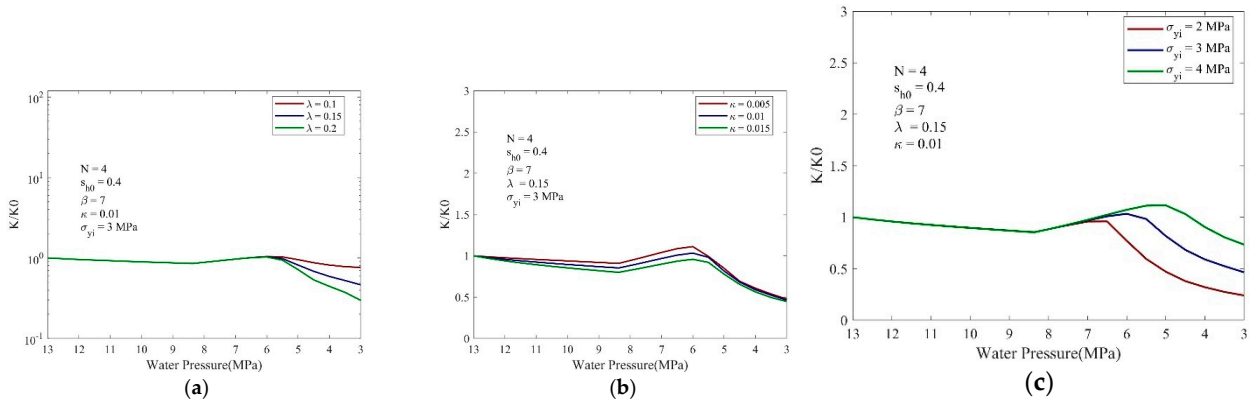 10²
10¹
10⁰
10⁻¹
K/K0
λ = 0.1
λ = 0.15
λ = 0.2
N = 4
s_h0 = 0.4
β = 7
κ = 0.01
σ_yi = 3 MPa
13 12 11 10 9 8 7 6 5 4 3
Water Pressure(MPa)
(a)
3
2.5
2
1.5
1
0.5
0
K/K0
κ = 0.005
κ = 0.01
κ = 0.015
N = 4
s_h0 = 0.4
β = 7
λ = 0.15
σ_yi = 3 MPa
13 12 11 10 9 8 7 6 5 4 3
Water Pressure(MPa)
(b)
3
2.5
2
1.5
1
0.5
0
K/K0
σ_yi = 2 MPa
σ_yi = 3 MPa
σ_yi = 4 MPa
N = 4
s_h0 = 0.4
β = 7
λ = 0.15
κ = 0.01
13 12 11 10 9 8 7 6 5 4 3
Water Pressure(MPa)
(c)